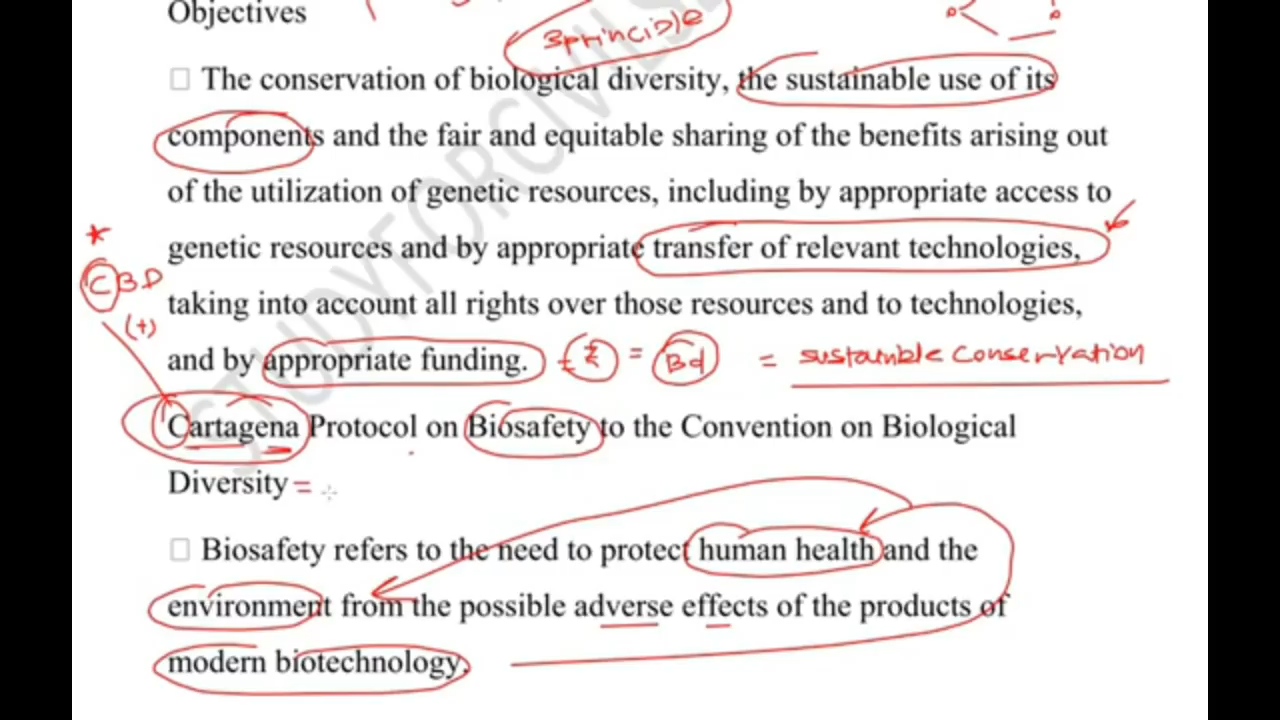 Objectives
3principle
□ The conservation of biological diversity, the sustainable use of its
components and the fair and equitable sharing of the benefits arising out
of the utilization of genetic resources, including by appropriate access to
genetic resources and by appropriate transfer of relevant technologies,
CBD
taking into account all rights over those resources and to technologies,
(+)
and by appropriate funding. ₹ = Bd = sustainble conservation
Cartagena Protocol on Biosafety to the Convention on Biological
Diversity =
□ Biosafety refers to the need to protect human health and the
environment from the possible adverse effects of the products of
modern biotechnology.